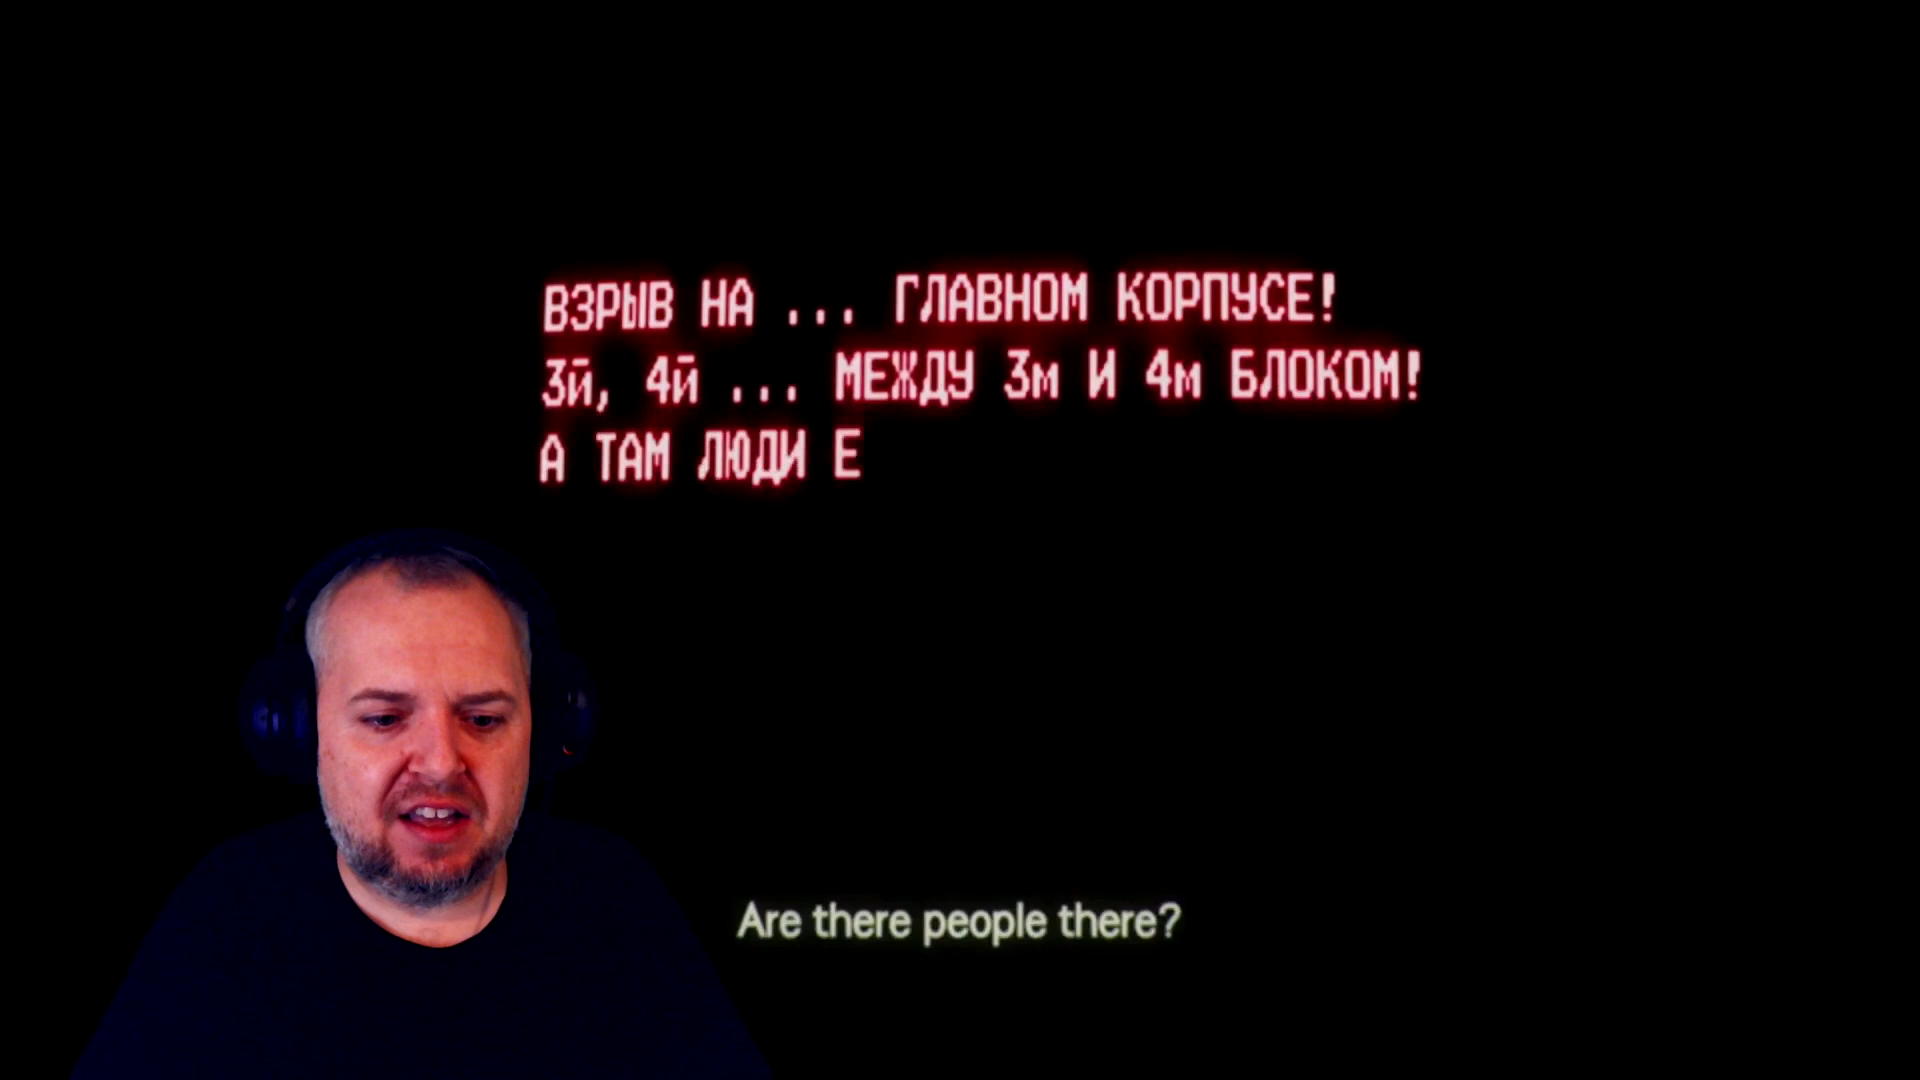 ВЗРЫВ НА ... ГЛАВНОМ КОРПУСЕ!
3й, 4й ... МЕЖДУ 3м И 4м БЛОКОМ!
А ТАМ ЛЮДИ Е
Are there people there?